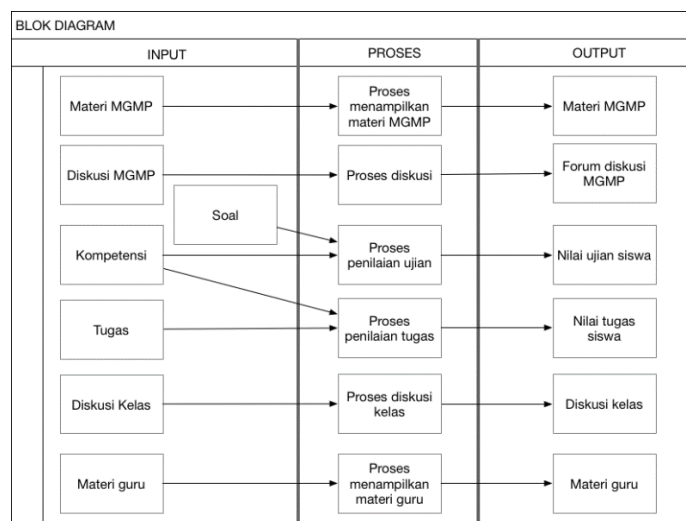 BLOK DIAGRAM
INPUT
PROSES
OUTPUT
Materi MGMP
Proses
menampilkan
materi MGMP
Materi MGMP
Diskusi MGMP
Proses diskusi
Forum diskusi
MGMP
Soal
Kompetensi
Proses
penilaian ujian
Nilai ujian siswa
Tugas
Proses
penilaian tugas
Nilai tugas
siswa
Diskusi Kelas
Proses diskusi
kelas
Diskusi kelas
Materi guru
Proses
menampilkan
materi guru
Materi guru